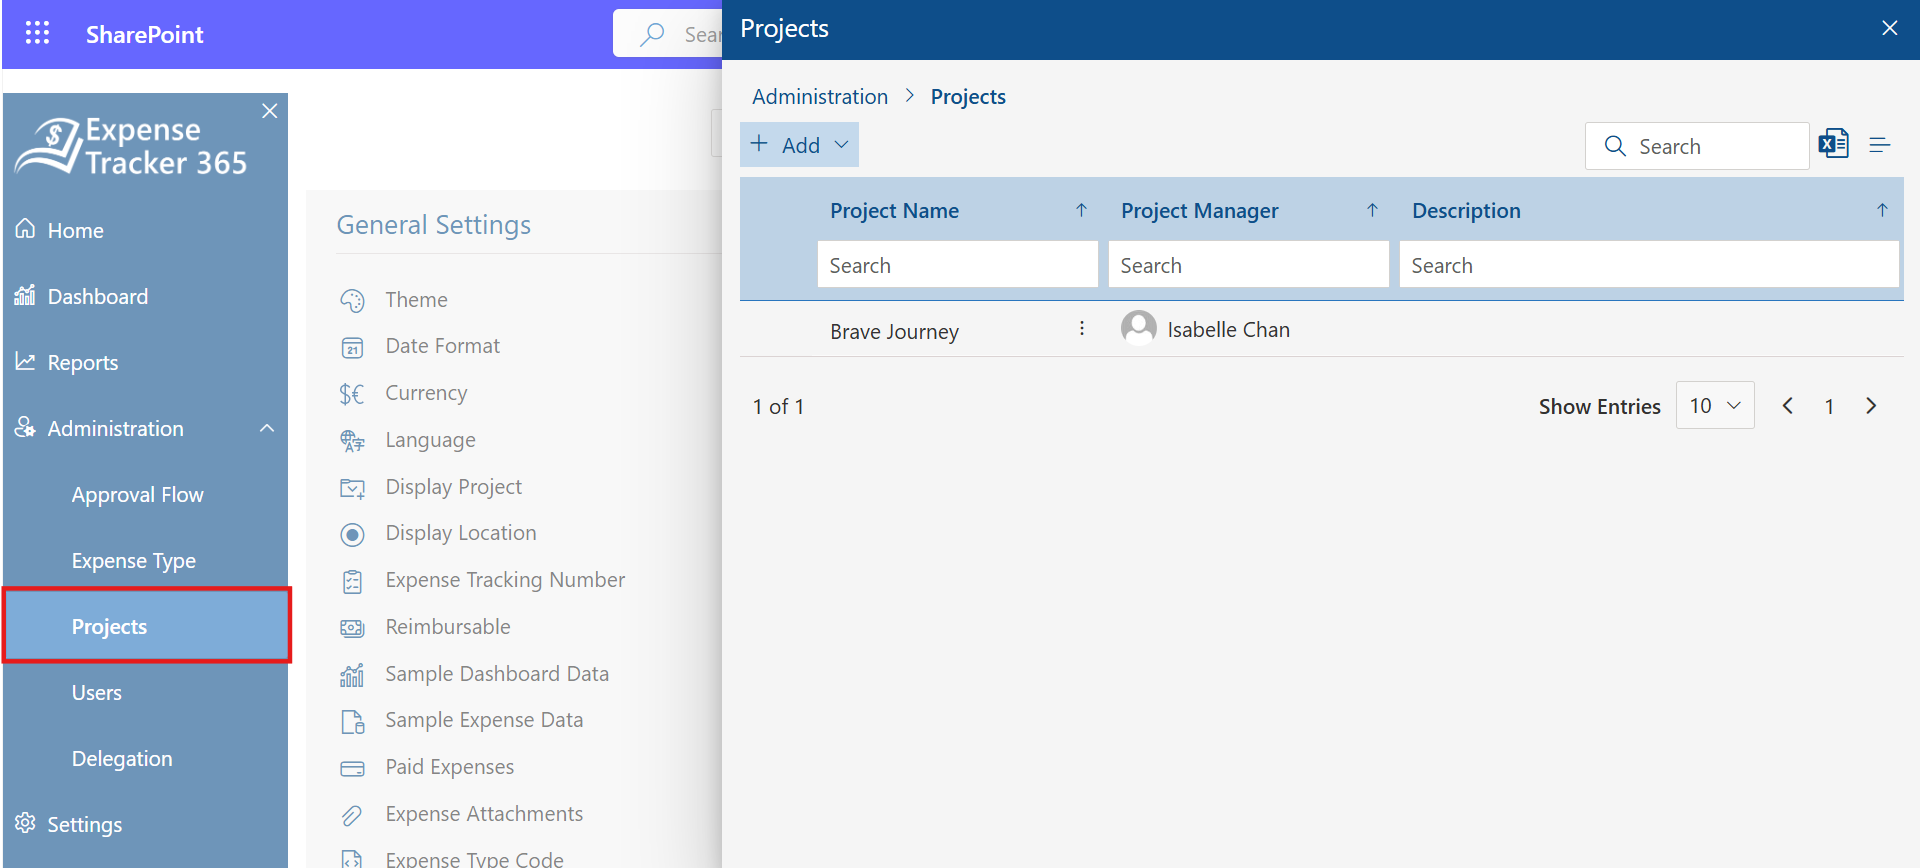 SharePoint
Expense
Tracker 365
Home
Dashboard
Reports
Administration
Approval Flow
Expense Type
Projects
Users
Delegation
Settings
General Settings
Theme
Date Format
21
Currency
$€
Language
Display Project
Display Location
Expense Tracking Number
Reimbursable
Sample Dashboard Data
Sample Expense Data
Paid Expenses
Expense Attachments
Expense Type Code
Projects
Administration > Projects
+ Add
Search
Project Name Project Manager Description
Search Search Search
Brave Journey Isabelle Chan
1 of 1 Show Entries 10 1